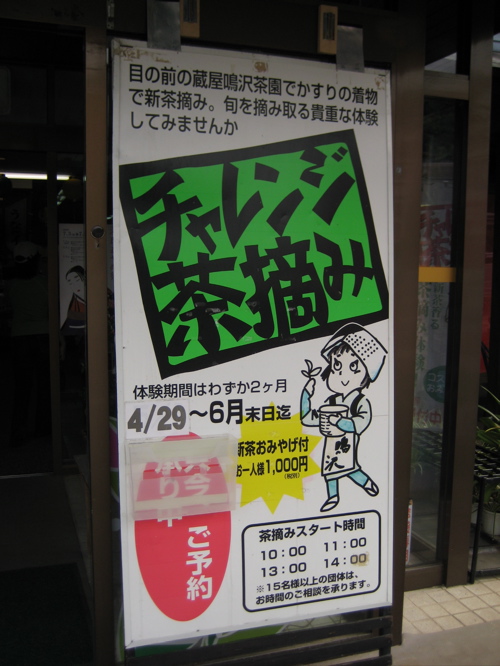 目の前の蔵屋鳴沢茶園でかすりの着物
で新茶摘み。旬を摘み取る貴重な体験
してみませんか
チャレンジ
茶摘み
体験期間はわずか2ヶ月
4/29〜6月末日迄
新茶おみやげ付
お一人様1,000円
(税別)
鳴沢
ご予約
茶摘みスタート時間
10:00 11:00
13:00 14:00
※15名様以上の団体は、
お時間のご相談を承ります。